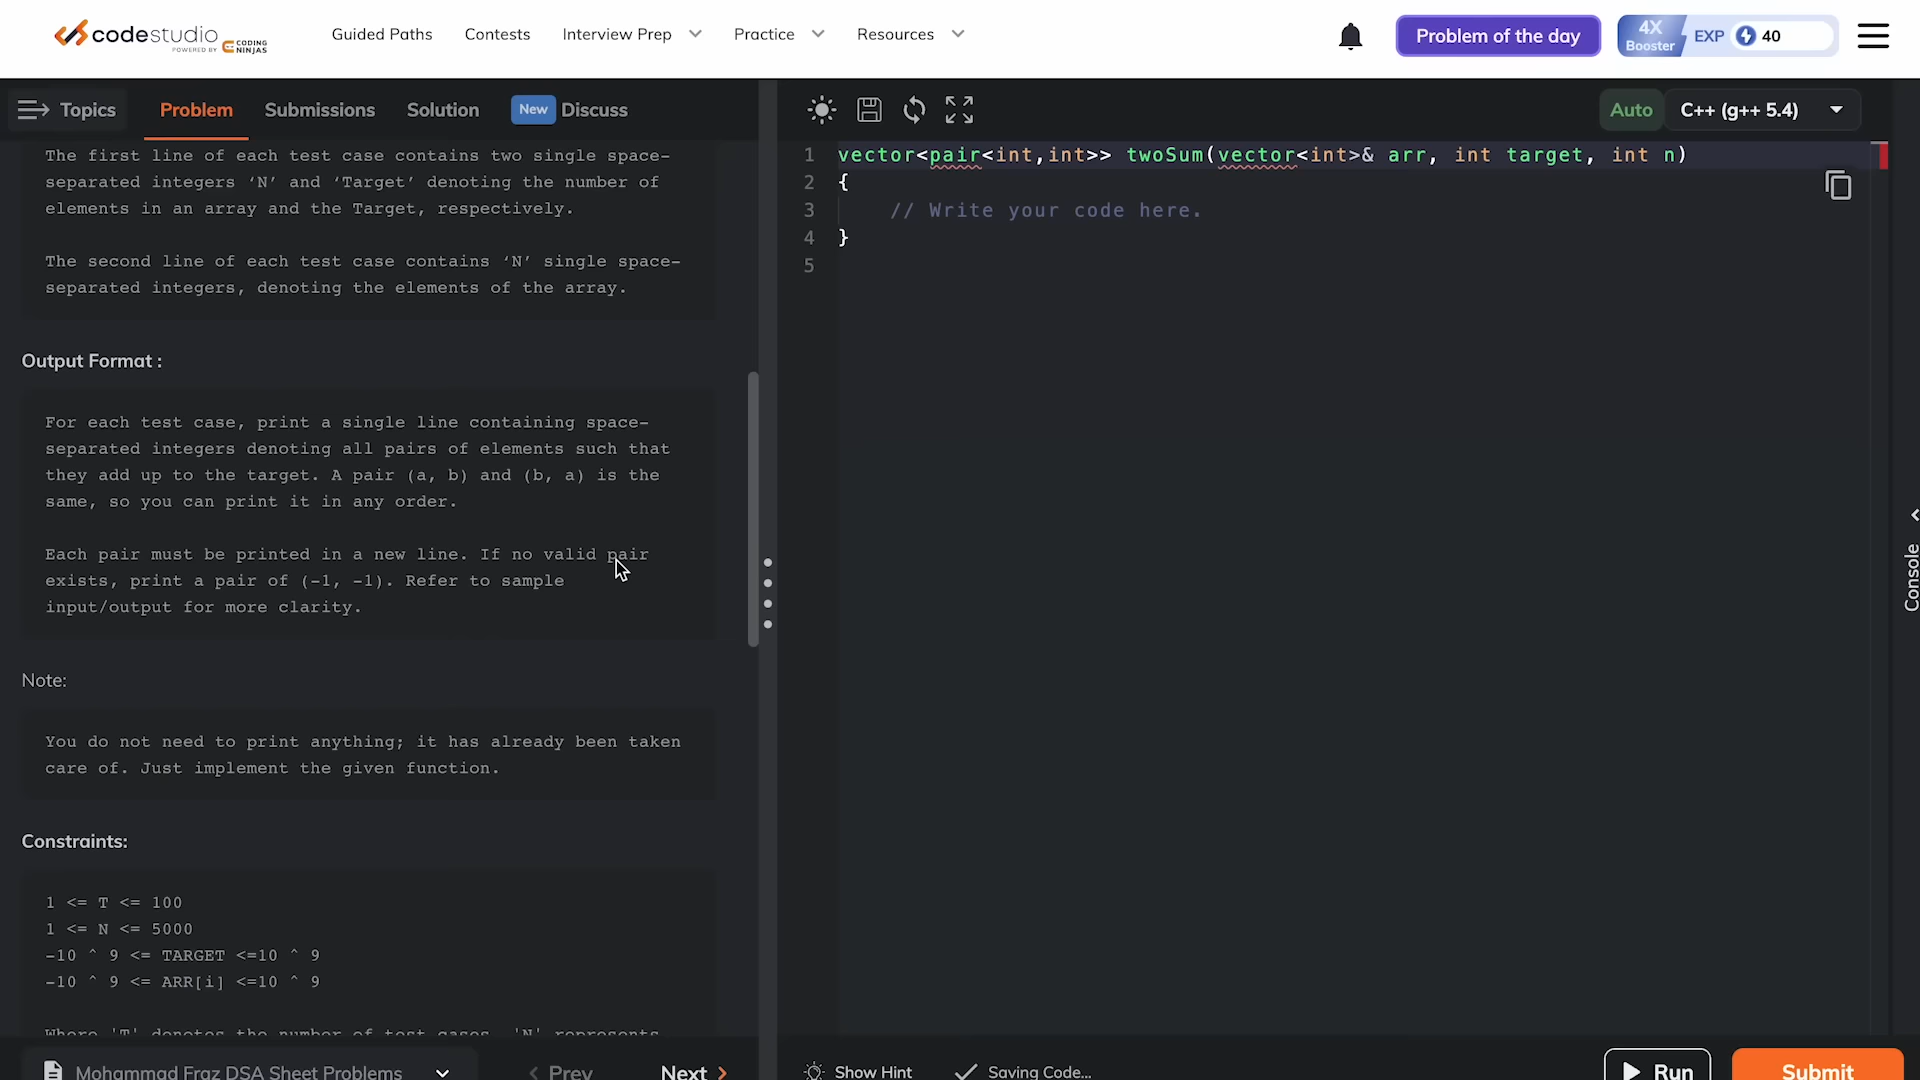 codestudio
POWERED BY CODING NINJAS
Guided Paths
Contests
Interview Prep
Practice
Resources
Problem of the day
4X Booster
EXP
40
Topics
Problem
Submissions
Solution
New
Discuss
Auto
C++ (g++ 5.4)
The first line of each test case contains two single space-
separated integers ‘N’ and ‘Target’ denoting the number of
elements in an array and the Target, respectively.
The second line of each test case contains ‘N’ single space-
separated integers, denoting the elements of the array.
Output Format :
For each test case, print a single line containing space-
separated integers denoting all pairs of elements such that
they add up to the target. A pair (a, b) and (b, a) is the
same, so you can print it in any order.
Each pair must be printed in a new line. If no valid pair
exists, print a pair of (-1, -1). Refer to sample
input/output for more clarity.
Note:
You do not need to print anything; it has already been taken
care of. Just implement the given function.
Constraints:
1 <= T <= 100
1 <= N <= 5000
-10 ^ 9 <= TARGET <=10 ^ 9
-10 ^ 9 <= ARR[i] <=10 ^ 9
Where 'T' denotes the number of test cases, 'N' represents
1 vector<pair<int,int>> twoSum(vector<int>& arr, int target, int n)
2 {
3 // Write your code here.
4 }
5
Console
Mohammad Fraz DSA Sheet Problems
Prev
Next
Show Hint
Saving Code...
Run
Submit